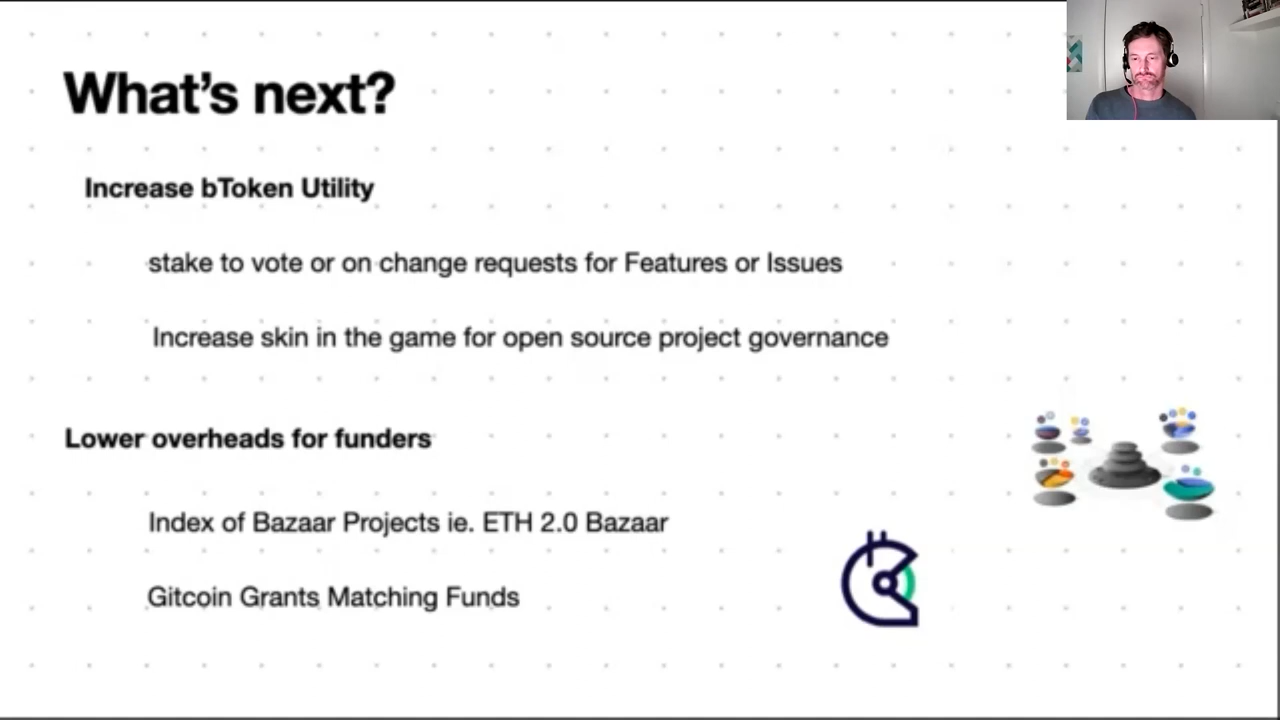 What's next?
Increase bToken Utility
stake to vote or on change requests for Features or Issues
Increase skin in the game for open source project governance
Lower overheads for funders
Index of Bazaar Projects ie. ETH 2.0 Bazaar
Gitcoin Grants Matching Funds